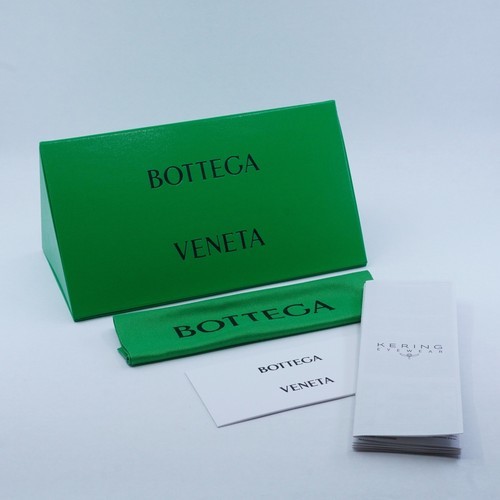 BOTTEGA
VENETA
BOTTEGA
BOTTEGA
VENETA
KERING
EYEWEAR